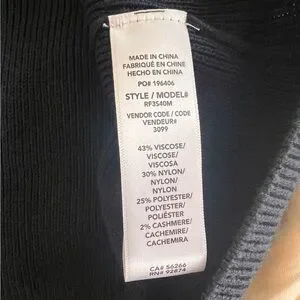 MADE IN CHINA
FABRIQUÉ EN CHINE
HECHO EN CHINA
PO# 196406
STYLE / MODEL#
RF3S40M
VENDOR CODE / CODE
VENDEUR#
3099
43% VISCOSE/
VISCOSE/
VISCOSA
30% NYLON/
NYLON/
NYLON
25% POLYESTER/
POLYESTER/
POLIÉSTER
2% CASHMERE/
CACHEMIRE/
CACHEMIRA
CA# 56266
RN# 92874